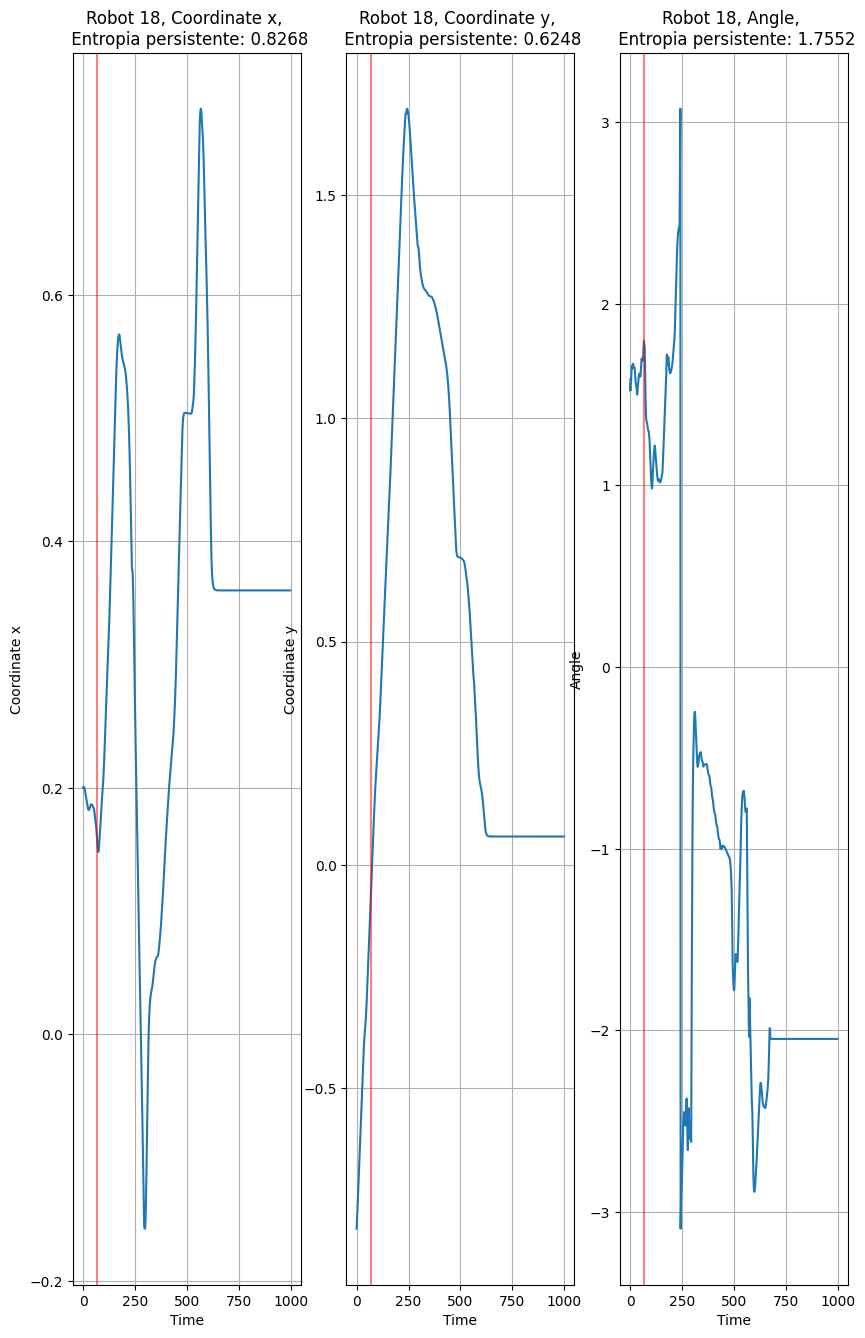 Robot 18, Coordinate x,
Entropia persistente: 0.8268
Robot 18, Coordinate y,
Entropia persistente: 0.6248
Robot 18, Angle,
Entropia persistente: 1.7552
Coordinate x
0.6
0.4
0.2
0.0
−0.2
0
250
500
750
1000
Time
Coordinate y
1.5
1.0
0.5
0.0
−0.5
0
250
500
750
1000
Time
Angle
3
2
1
0
−1
−2
−3
0
250
500
750
1000
Time